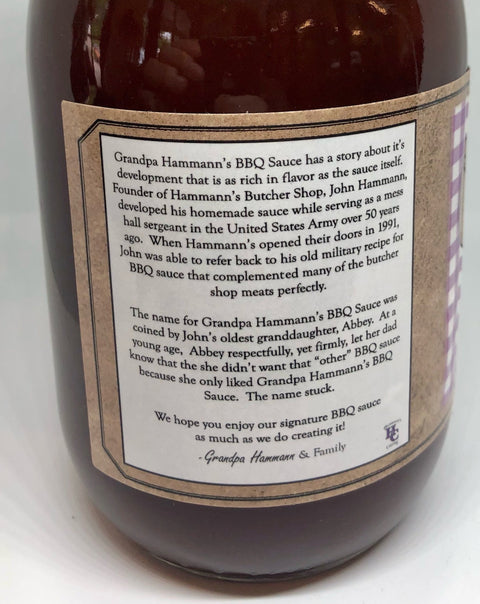 Grandpa Hammann's BBQ Sauce has a story about it's
development that is as rich in flavor as the sauce itself.
Founder of Hammann's Butcher Shop, John Hammann,
developed his homemade sauce while serving as a mess
hall sergeant in the United States Army over 50 years
ago. When Hammann's opened their doors in 1991,
John was able to refer back to his old military recipe for
BBQ sauce that complemented many of the butcher
shop meats perfectly.
The name for Grandpa Hammann's BBQ Sauce was
coined by John's oldest granddaughter, Abbey. At a
young age, Abbey respectfully, yet firmly, let her dad
know that the she didn't want that "other" BBQ sauce
because she only liked Grandpa Hammann's BBQ
Sauce. The name stuck.
We hope you enjoy our signature BBQ sauce
as much as we do creating it!
- Grandpa Hammann & Family